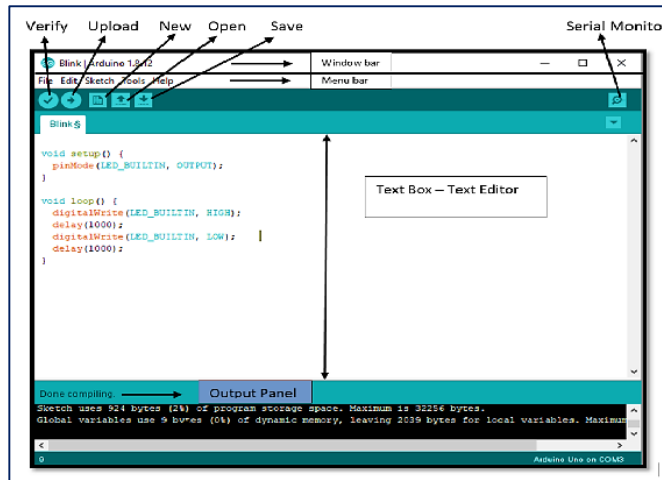 Verify Upload New Open Save Serial Monito
Blink | Arduino 1.8.12 Window bar
File Edit Sketch Tools Help Menu bar
Blink §
void setup() {
pinMode(LED_BUILTIN, OUTPUT);
}
void loop() {
digitalWrite(LED_BUILTIN, HIGH);
delay(1000);
digitalWrite(LED_BUILTIN, LOW);
delay(1000);
}
Text Box – Text Editor
Done compiling. Output Panel
Sketch uses 924 bytes (2%) of program storage space. Maximum is 32256 bytes.
Global variables use 9 bytes (0%) of dynamic memory, leaving 2039 bytes for local variables. Maximum
9 Arduino Uno on COM3